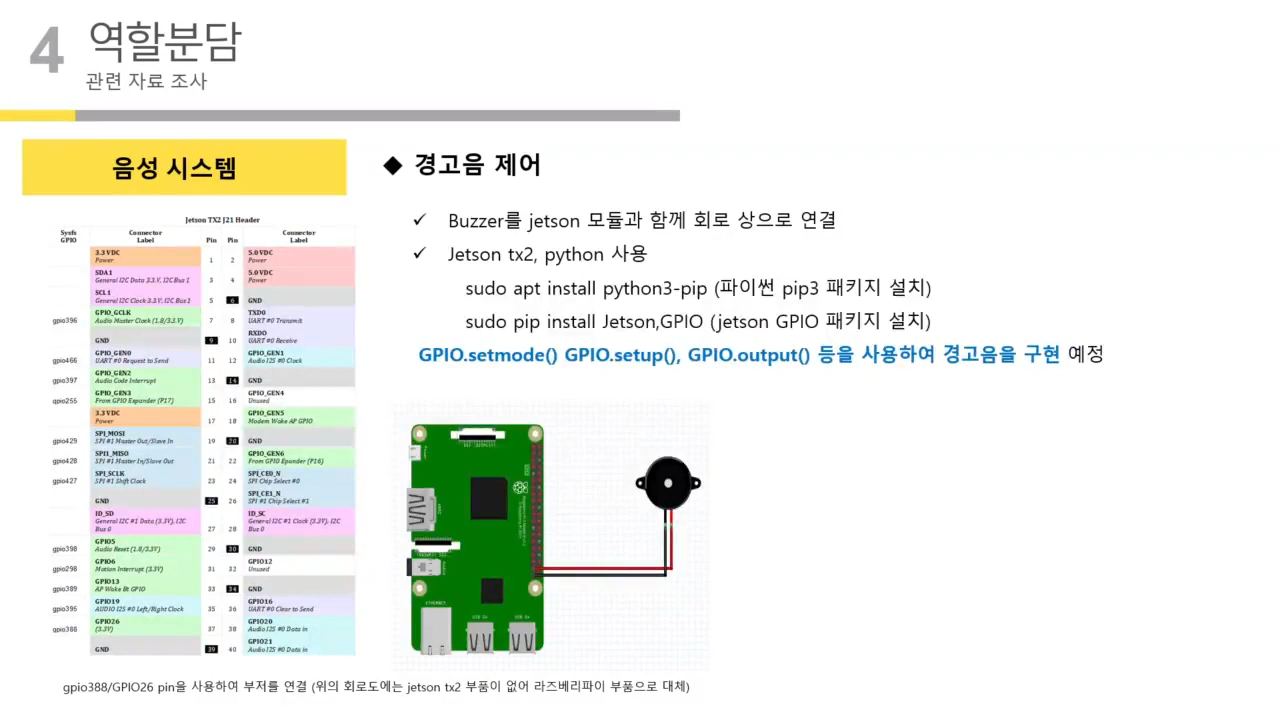 4 역할분담
관련 자료 조사
음성 시스템
◆ 경고음 제어
✓ Buzzer를 jetson 모듈과 함께 회로 상으로 연결
✓ Jetson tx2, python 사용
sudo apt install python3-pip (파이썬 pip3 패키지 설치)
sudo pip install Jetson,GPIO (jetson GPIO 패키지 설치)
GPIO.setmode() GPIO.setup(), GPIO.output() 등을 사용하여 경고음을 구현 예정
Jetson TX2 J21 Header
Sysfs GPIO Connector Label Pin Pin Connector Label
3.3 VDC Power 1 2 5.0 VDC Power
SDA1 General I2C Data 3.3 V, I2C Bus 1 3 4 5.0 VDC Power
SCL1 General I2C Clock 3.3 V, I2C Bus 1 5 6 GND
gpio396 GPIO_GCLK Audio Master Clock (1.8/3.3 V) 7 8 TXD0 UART #0 Transmit
GND 9 10 RXD0 UART #0 Receive
gpio466 GPIO_GEN0 UART #0 Request to Send 11 12 GPIO_GEN1 Audio I2S #0 Clock
gpio397 GPIO_GEN2 Audio Code Interrupt 13 14 GND
gpio255 GPIO_GEN3 From GPIO Expander (P17) 15 16 GPIO_GEN4 Unused
3.3 VDC Power 17 18 GPIO_GEN5 Modem Wake AP GPIO
gpio429 SPI_MOSI SPI #1 Master Out/Slave In 19 20 GND
gpio428 SPI1_MISO SPI #1 Master In/Slave Out 21 22 GPIO_GEN6 From GPIO Epander (P16)
gpio427 SPI_SCLK SPI #1 Shift Clock 23 24 SPI_CE0_N SPI Chip Select #0
GND 25 26 SPI_CE1_N SPI #1 Chip Select #1
ID_SD General I2C #1 Data (3.3V), I2C Bus 0 27 28 ID_SC General I2C #1 Clock (3.3V), I2C Bus 0
gpio398 GPIO5 Audio Reset (1.8/3.3V) 29 30 GND
gpio298 GPIO6 Motion Interrupt (3.3V) 31 32 GPIO12 Unused
gpio389 GPIO13 AP Wake Bt GPIO 33 34 GND
gpio395 GPIO19 AUDIO I2S #0 Left/Right Clock 35 36 GPIO16 UART #0 Clear to Send
gpio388 GPIO26 (3.3V) 37 38 GPIO20 Audio I2S #0 Data in
GND 39 40 GPIO21 Audio I2S #0 Data in
ETHERNET USB 2x USB 2x
gpio388/GPIO26 pin을 사용하여 부저를 연결 (위의 회로도에는 jetson tx2 부품이 없어 라즈베리파이 부품으로 대체)